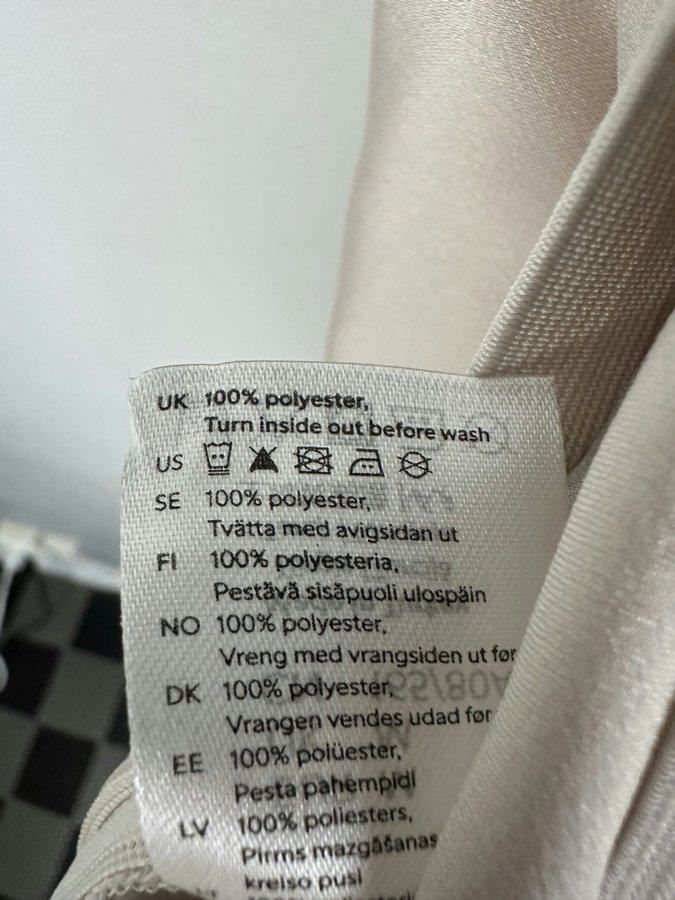 UK 100% polyester,
Turn inside out before wash
US
SE 100% polyester,
Tvätta med avigsidan ut
FI 100% polyesteria,
Pestävä sisäpuoli ulospäin
NO 100% polyester,
Vreng med vrangsiden ut før
DK 100% polyester,
Vrangen vendes udad før
EE 100% polüester,
Pesta pahempidi
LV 100% poliesters,
Pirms mazgāšanas
kreiso pusi